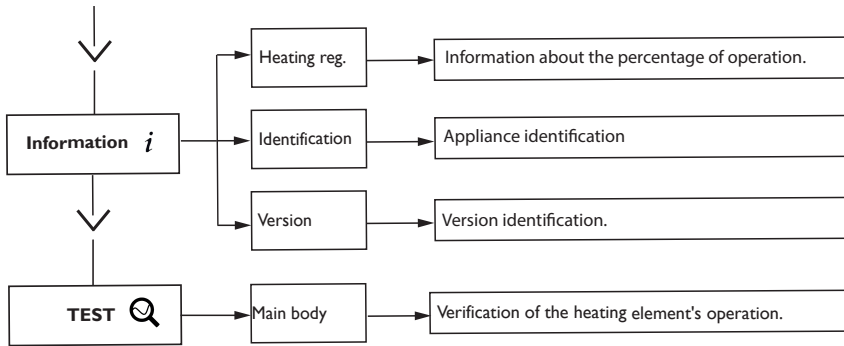 Heating reg.
Information about the percentage of operation.
Information i
Identification
Appliance identification
Version
Version identification.
TEST
Main body
Verification of the heating element's operation.